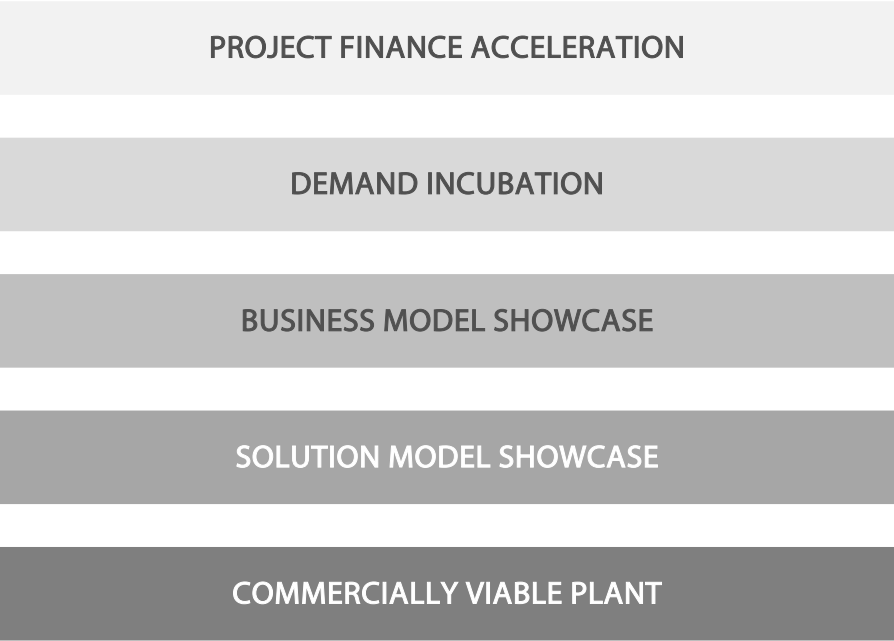 PROJECT FINANCE ACCELERATION
DEMAND INCUBATION
BUSINESS MODEL SHOWCASE
SOLUTION MODEL SHOWCASE
COMMERCIALLY VIABLE PLANT